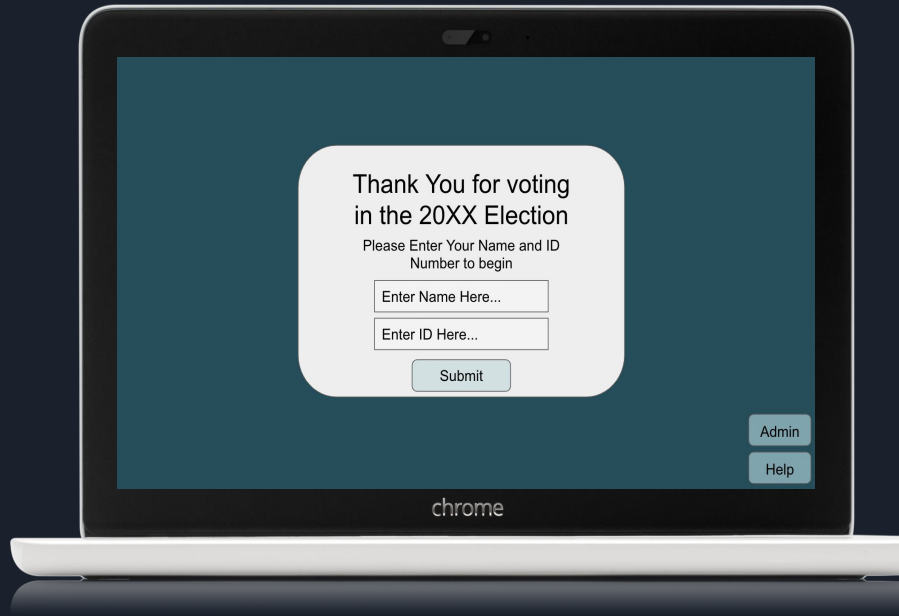 Thank You for voting
in the 20XX Election
Please Enter Your Name and ID
Number to begin
Enter Name Here...
Enter ID Here...
Submit
Admin
Help
chrome